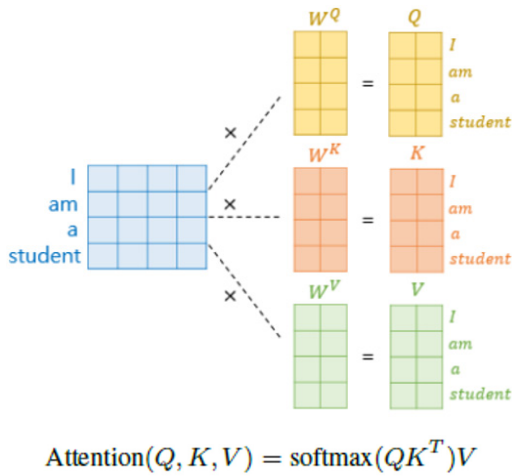 W^Q
Q
I
am
a
student
×
=
W^K
K
I
am
a
student
×
=
I
am
a
student
W^V
V
I
am
a
student
×
=
Attention(Q, K, V) = softmax(QK^T)V